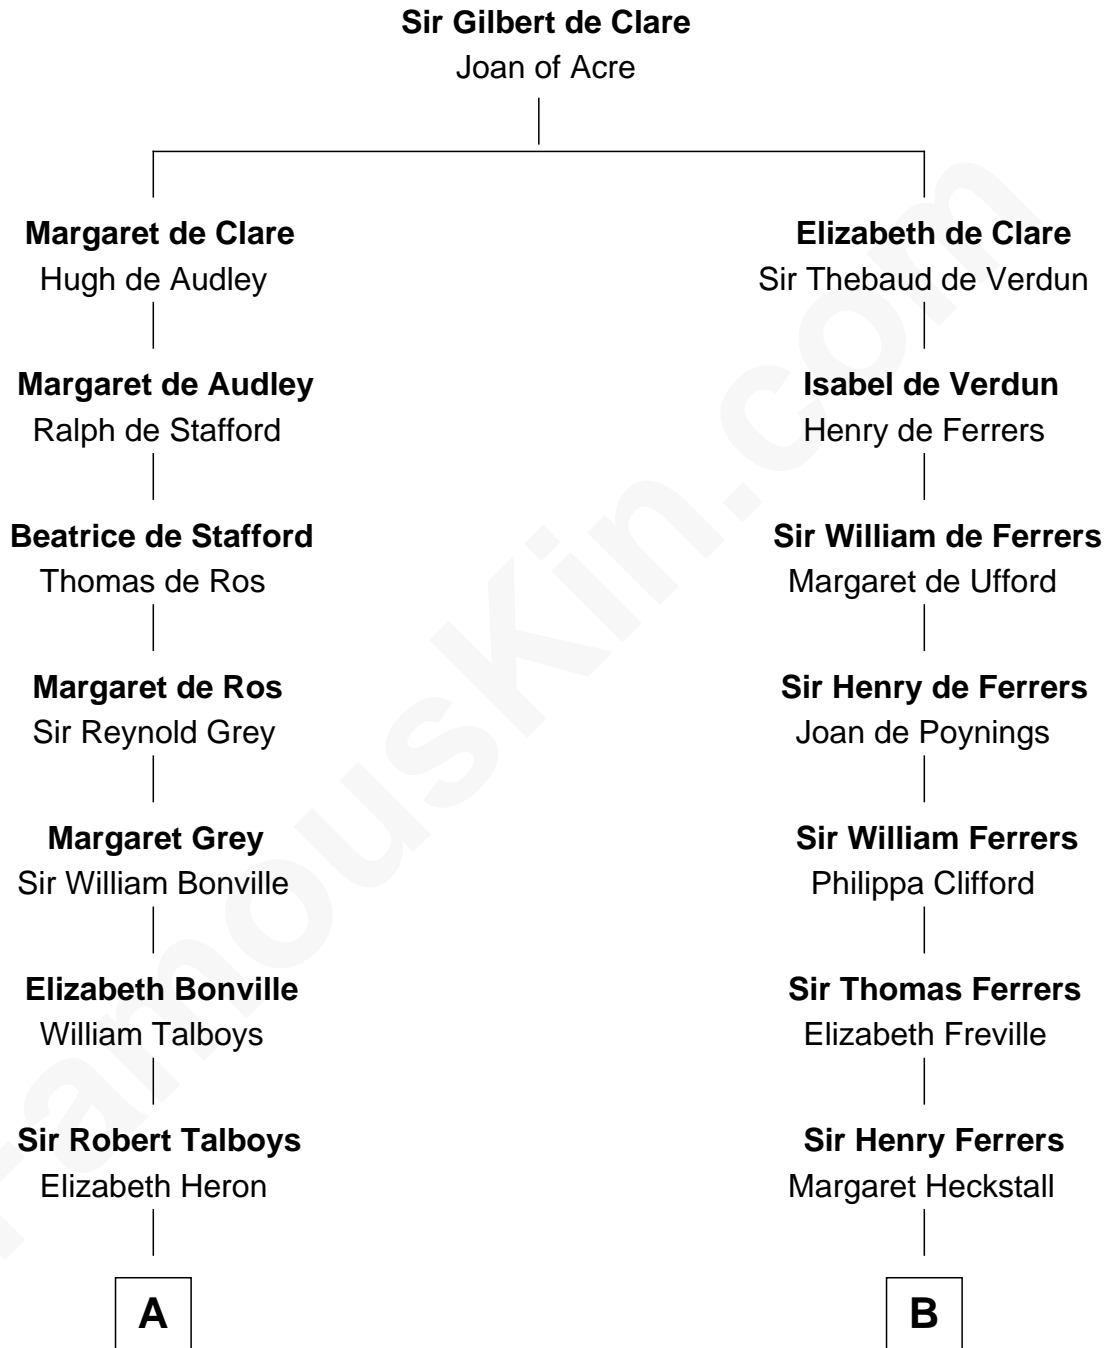 Sir Gilbert de Clare
Joan of Acre
Margaret de Clare
Hugh de Audley
Elizabeth de Clare
Sir Thebaud de Verdun
Margaret de Audley
Ralph de Stafford
Isabel de Verdun
Henry de Ferrers
Beatrice de Stafford
Thomas de Ros
Sir William de Ferrers
Margaret de Ufford
Margaret de Ros
Sir Reynold Grey
Sir Henry de Ferrers
Joan de Poynings
Margaret Grey
Sir William Bonville
Sir William Ferrers
Philippa Clifford
Elizabeth Bonville
William Talboys
Sir Thomas Ferrers
Elizabeth Freville
Sir Robert Talboys
Elizabeth Heron
Sir Henry Ferrers
Margaret Heckstall
A
B
FamousKin.com